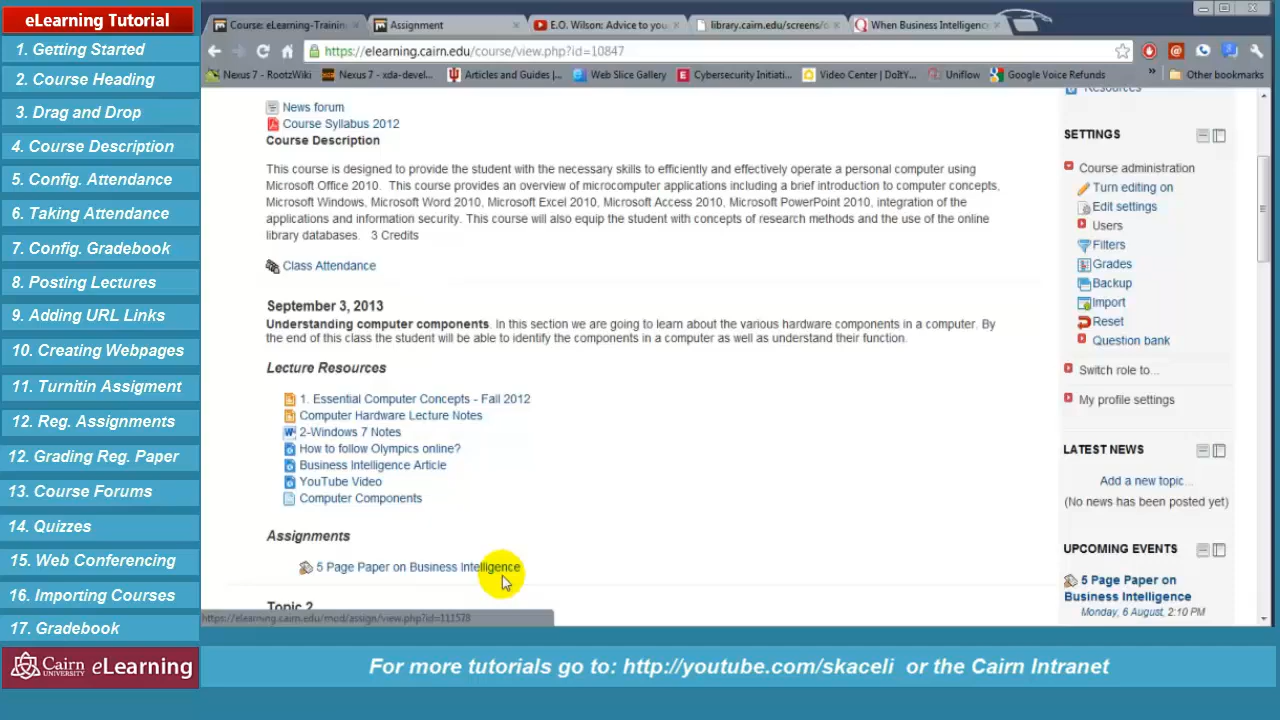 eLearning Tutorial
1. Getting Started
2. Course Heading
3. Drag and Drop
4. Course Description
5. Config. Attendance
6. Taking Attendance
7. Config. Gradebook
8. Posting Lectures
9. Adding URL Links
10. Creating Webpages
11. Turnitin Assigment
12. Reg. Assignments
12. Grading Reg. Paper
13. Course Forums
14. Quizzes
15. Web Conferencing
16. Importing Courses
17. Gradebook
Cairn UNIVERSITY eLearning
Course: eLearning-Training
Assignment
E.O. Wilson: Advice to you
library.cairn.edu/screens/d
When Business Intelligenc
https://elearning.cairn.edu/course/view.php?id=10847
Nexus 7 - RootzWiki
Nexus 7 - xda-devel...
Articles and Guides |...
Web Slice Gallery
Cybersecurity Initiati...
Video Center | DoItY...
Uniflow
Google Voice Refunds
»
Other bookmarks
News forum
Course Syllabus 2012
Course Description
This course is designed to provide the student with the necessary skills to efficiently and effectively operate a personal computer using
Microsoft Office 2010. This course provides an overview of microcomputer applications including a brief introduction to computer concepts,
Microsoft Windows, Microsoft Word 2010, Microsoft Excel 2010, Microsoft Access 2010, Microsoft PowerPoint 2010, integration of the
applications and information security. This course will also equip the student with concepts of research methods and the use of the online
library databases. 3 Credits
Class Attendance
September 3, 2013
Understanding computer components. In this section we are going to learn about the various hardware components in a computer. By
the end of this class the student will be able to identify the components in a computer as well as understand their function.
Lecture Resources
1. Essential Computer Concepts - Fall 2012
Computer Hardware Lecture Notes
2-Windows 7 Notes
How to follow Olympics online?
Business Intelligence Article
YouTube Video
Computer Components
Assignments
5 Page Paper on Business Intelligence
Topic 2
https://elearning.cairn.edu/mod/assign/view.php?id=111578
Resources
SETTINGS
Course administration
Turn editing on
Edit settings
Users
Filters
Grades
Backup
Import
Reset
Question bank
Switch role to...
My profile settings
LATEST NEWS
Add a new topic...
(No news has been posted yet)
UPCOMING EVENTS
5 Page Paper on
Business Intelligence
Monday, 6 August, 2:10 PM
For more tutorials go to: http://youtube.com/skaceli or the Cairn Intranet